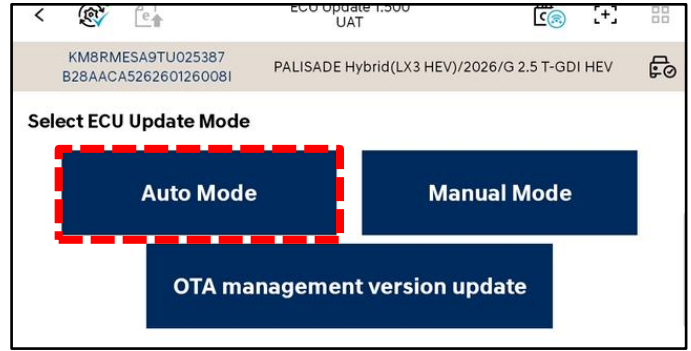 ECU Update 1.500
UAT
KM8RMESA9TU025387
B28AACA526260126008I
PALISADE Hybrid(LX3 HEV)/2026/G 2.5 T-GDI HEV
Select ECU Update Mode
Auto Mode
Manual Mode
OTA management version update